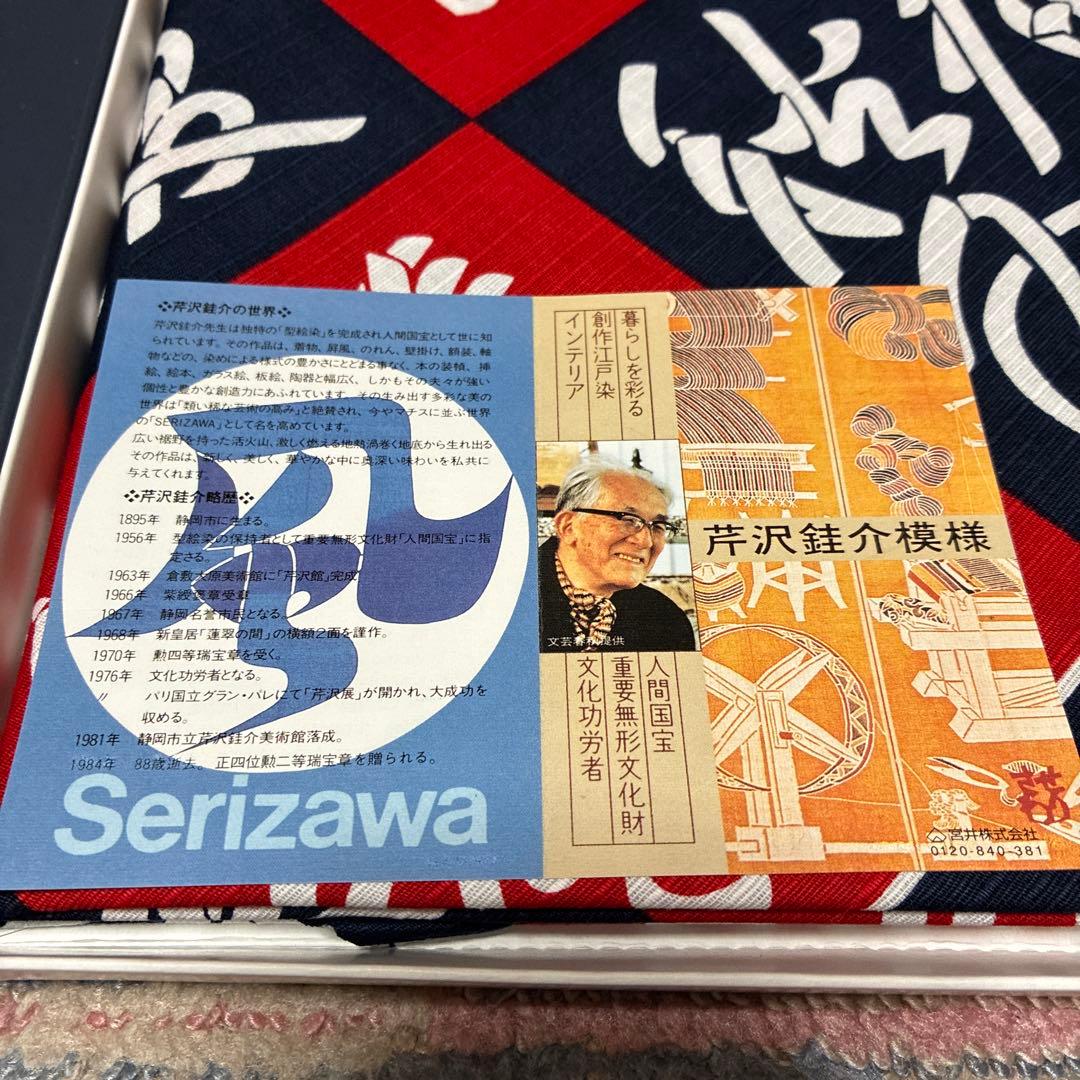 ❖芹沢銈介の世界❖
芹沢銈介先生は独特の「型絵染」を完成され人間国宝として世に知
られています。その作品は、着物、屏風、のれん、壁掛け、額装、軸
物などの、染めによる様式の豊かさにとどまる事なく、本の装幀、挿
絵、絵本、ガラス絵、板絵、陶器と幅広く、しかもその夫々が強い
個性と豊かな創造力にあふれています。その生み出す多彩な美の
世界は「類い稀な芸術の高み」と絶賛され、今やマチスに並ぶ世界
の「SERIZAWA」として名を高めています。
広い裾野を持った活火山、激しく燃える地熱渦巻く地底から生れ出る
その作品は、新しく、美しく、華やかな中に奥深い味わいを私共に
与えてくれます。
❖芹沢銈介略歴❖
1895年 静岡市に生まる。
1956年 型絵染の保持者として重要無形文化財「人間国宝」に指
定さる。
1963年 倉敷大原美術館に「芹沢館」完成
1966年 紫綬褒章受章
1967年 静岡名誉市民となる。
1968年 新皇居「蓮翠の間」の横額2面を謹作。
1970年 勲四等瑞宝章を受く。
1976年 文化功労者となる。
〃 パリ国立グラン・パレにて「芹沢展」が開かれ、大成功を
収める。
1981年 静岡市立芹沢銈介美術館落成。
1984年 88歳逝去。正四位勲二等瑞宝章を贈られる。
Serizawa
暮らしを彩る
創作江戸染
インテリア
文芸春秋提供
人間国宝
重要無形文化財
文化功労者
芹沢銈介模様
宮井株式会社
0120-840-381